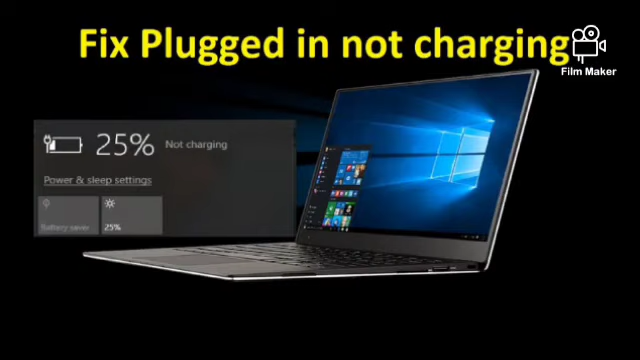 Fix Plugged in not charging
Film Maker
25% Not charging
Power & sleep settings
Battery saver
25%